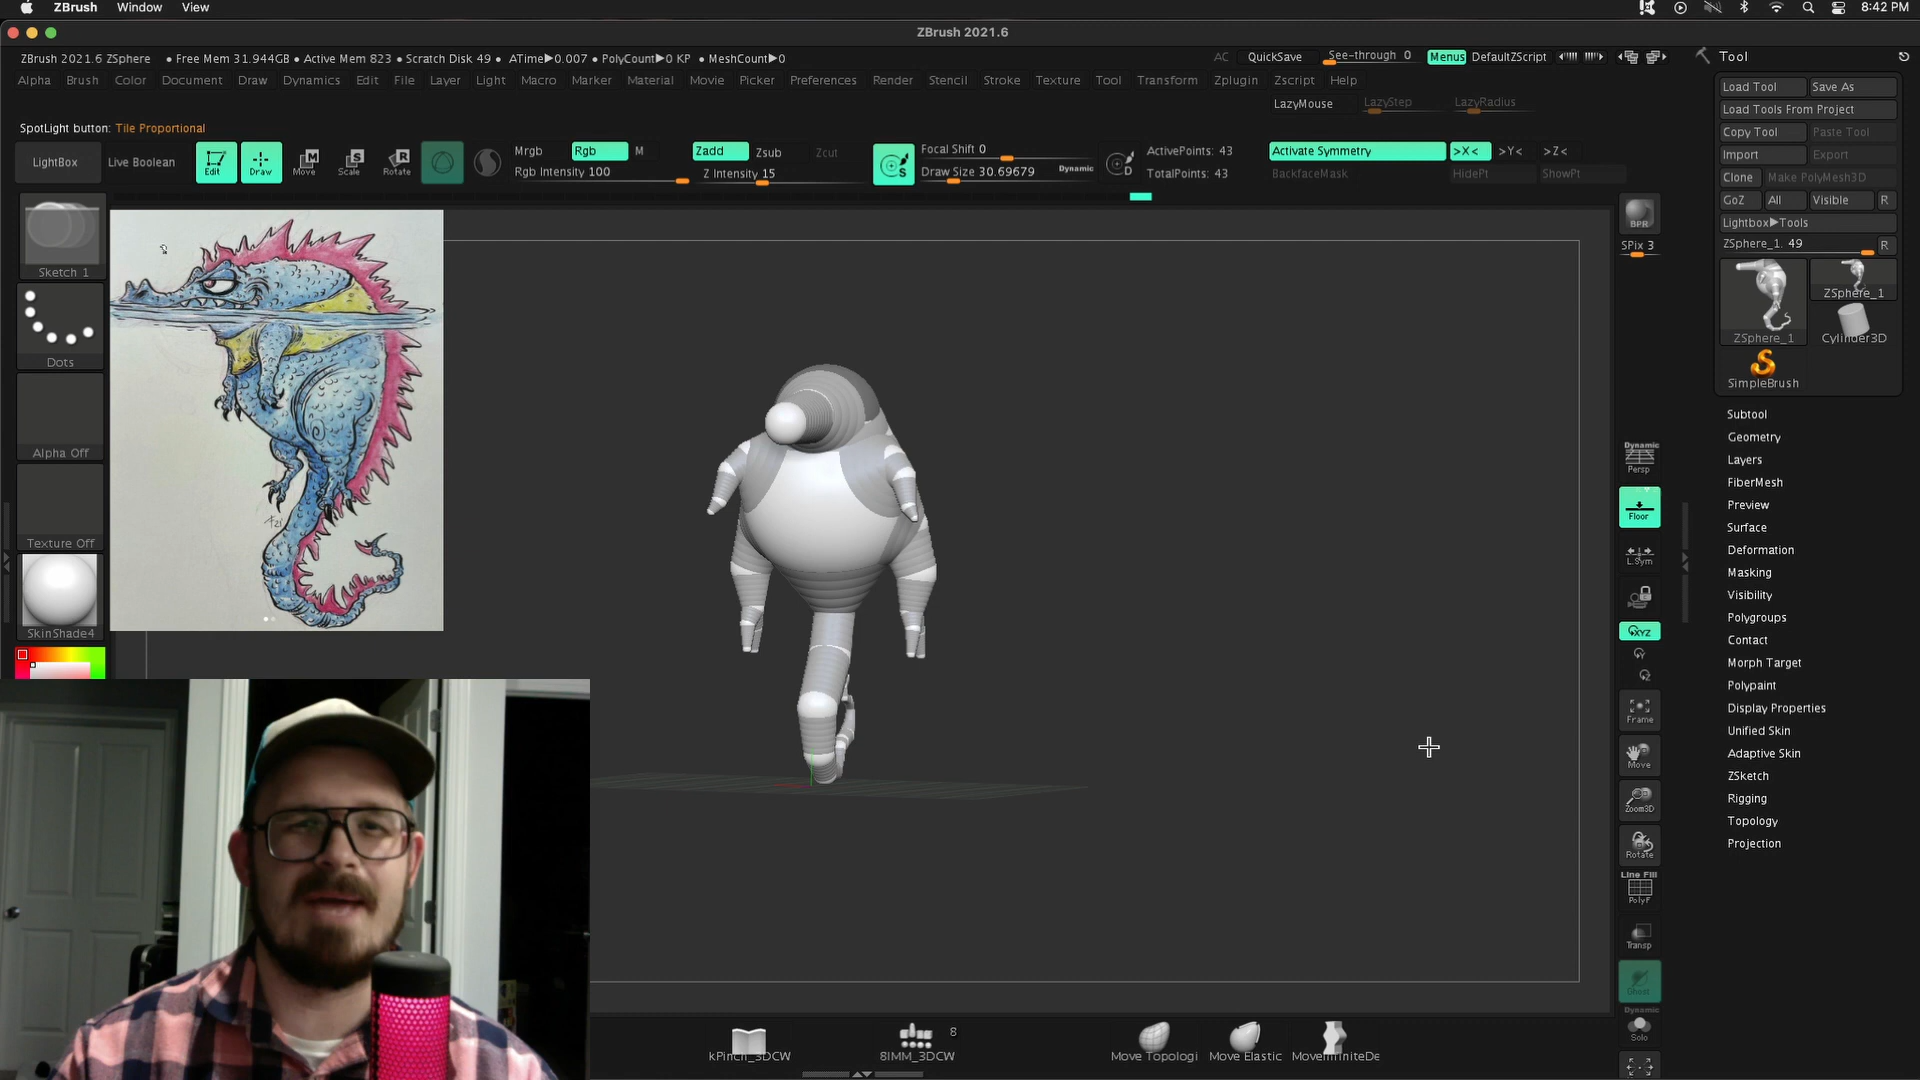 ZBrush Window View 8:42 PM
ZBrush 2021.6
ZBrush 2021.6 ZSphere • Free Mem 31.944GB • Active Mem 823 • Scratch Disk 49 • ATime▶0.007 • PolyCount▶0 KP • MeshCount▶0 AC QuickSave See-through 0 Menus DefaultZScript
Alpha Brush Color Document Draw Dynamics Edit File Layer Light Macro Marker Material Movie Picker Preferences Render Stencil Stroke Texture Tool Transform Zplugin Zscript Help
LazyMouse LazyStep LazyRadius
SpotLight button: Tile Proportional
LightBox
Live Boolean
Edit
Draw
Move
Scale
Rotate
Mrgb Rgb M
Rgb Intensity 100
Zadd Zsub Zcut
Z Intensity 15
S
Focal Shift 0
Draw Size 30.69679 Dynamic
D
ActivePoints: 43
TotalPoints: 43
Activate Symmetry >X< >Y< >Z<
BackfaceMask HidePt ShowPt
Sketch 1
Dots
Alpha Off
Texture Off
SkinShade4
BPR
SPix 3
Dynamic
Persp
Floor
L.Sym
XYZ
Frame
Move
Zoom3D
Rotate
Line Fill
PolyF
Transp
Ghost
Dynamic
Solo
Tool
Load Tool Save As
Load Tools From Project
Copy Tool Paste Tool
Import Export
Clone Make PolyMesh3D
GoZ All Visible R
Lightbox▶Tools
ZSphere_1. 49 R
ZSphere_1 ZSphere_1
Cylinder3D
SimpleBrush
Subtool
Geometry
Layers
FiberMesh
Preview
Surface
Deformation
Masking
Visibility
Polygroups
Contact
Morph Target
Polypaint
Display Properties
Unified Skin
Adaptive Skin
ZSketch
Rigging
Topology
Projection
8
kPinch_3DCW 8IMM_3DCW Move Topologi Move Elastic MoveInfiniteDe